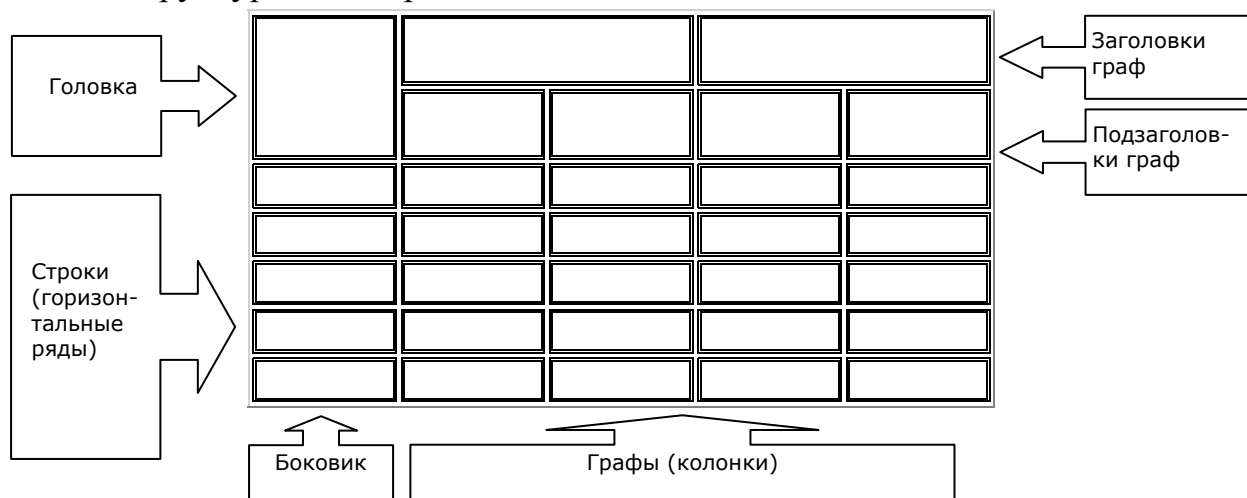 Головка
Заголовки
граф
Подзаголов-
ки граф
Строки
(горизон-
тальные
ряды)
Боковик
Графы (колонки)